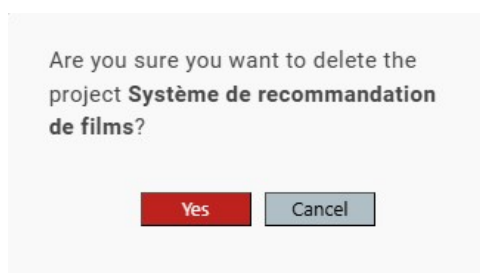 Are you sure you want to delete the
project Système de recommandation
de films?
Yes Cancel